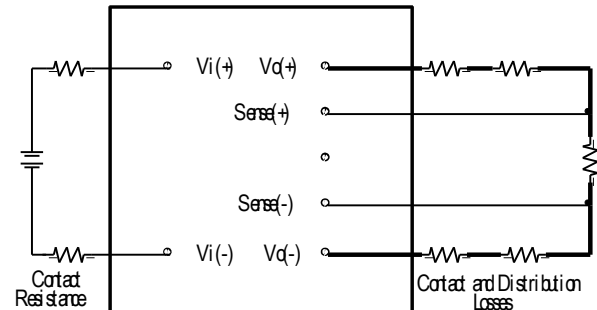 Vi(+) Vo(+)
Sense(+)
Sense(-)
Vi(-) Vo(-)
Contact
Resistance
Contact and Distribution
Losses